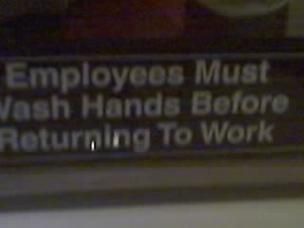 Employees Must
Wash Hands Before
Returning To Work